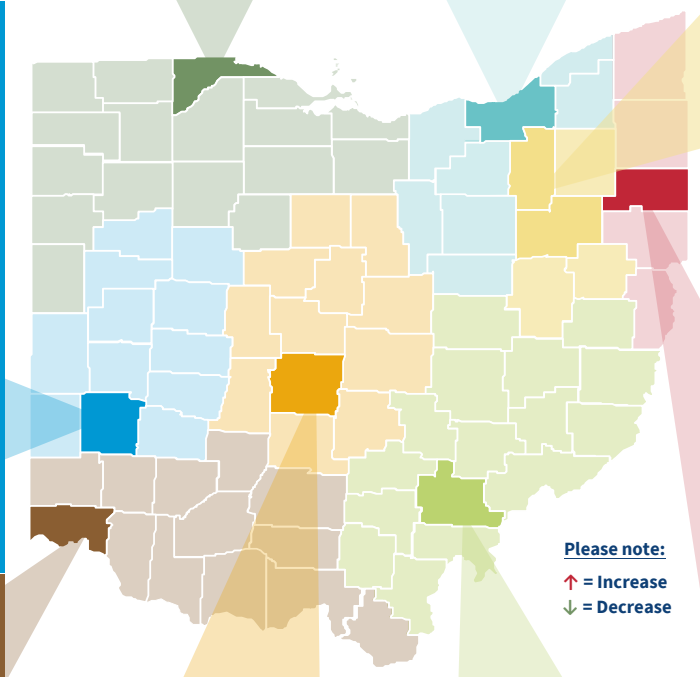 Please note:
↑ = Increase
↓ = Decrease